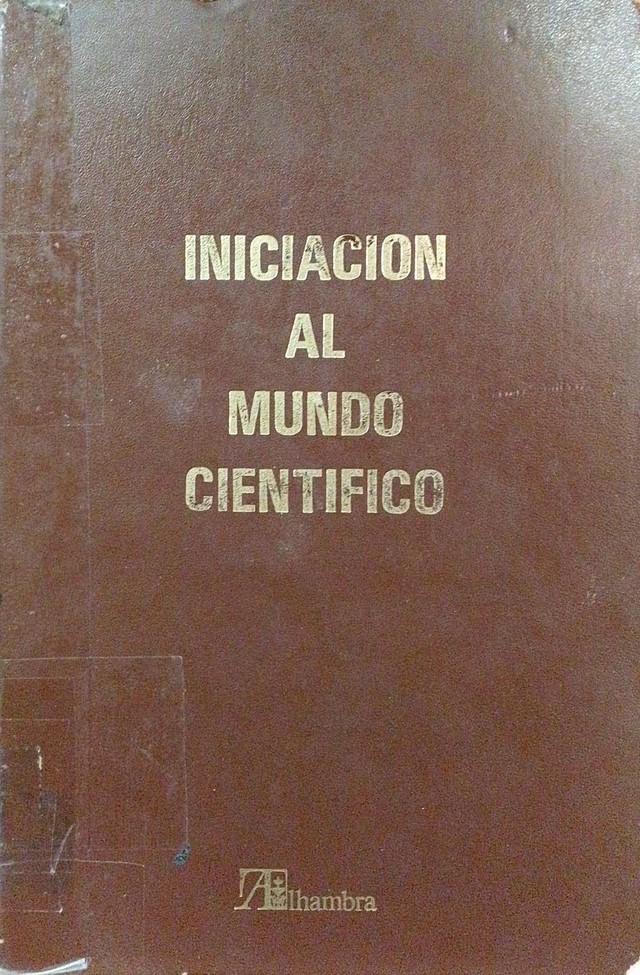 INICIACION
AL
MUNDO
CIENTIFICO
Alhambra